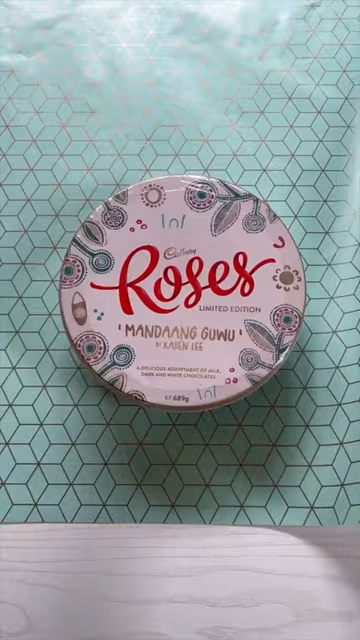 Cadbury
Roses
LIMITED EDITION
'MANDAANG GUWU'
BY KAREN LEE
A DELICIOUS ASSORTMENT OF MILK,
DARK AND WHITE CHOCOLATES
689g